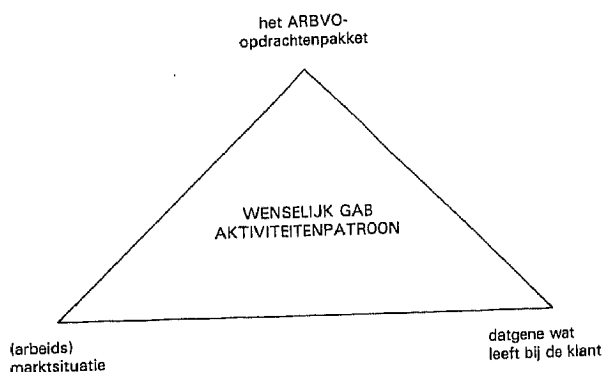 het ARBVO-
opdrachtenpakket
WENSELIJK GAB
AKTIVITEITENPATROON
(arbeids)
marktsituatie
datgene wat
leeft bij de klant